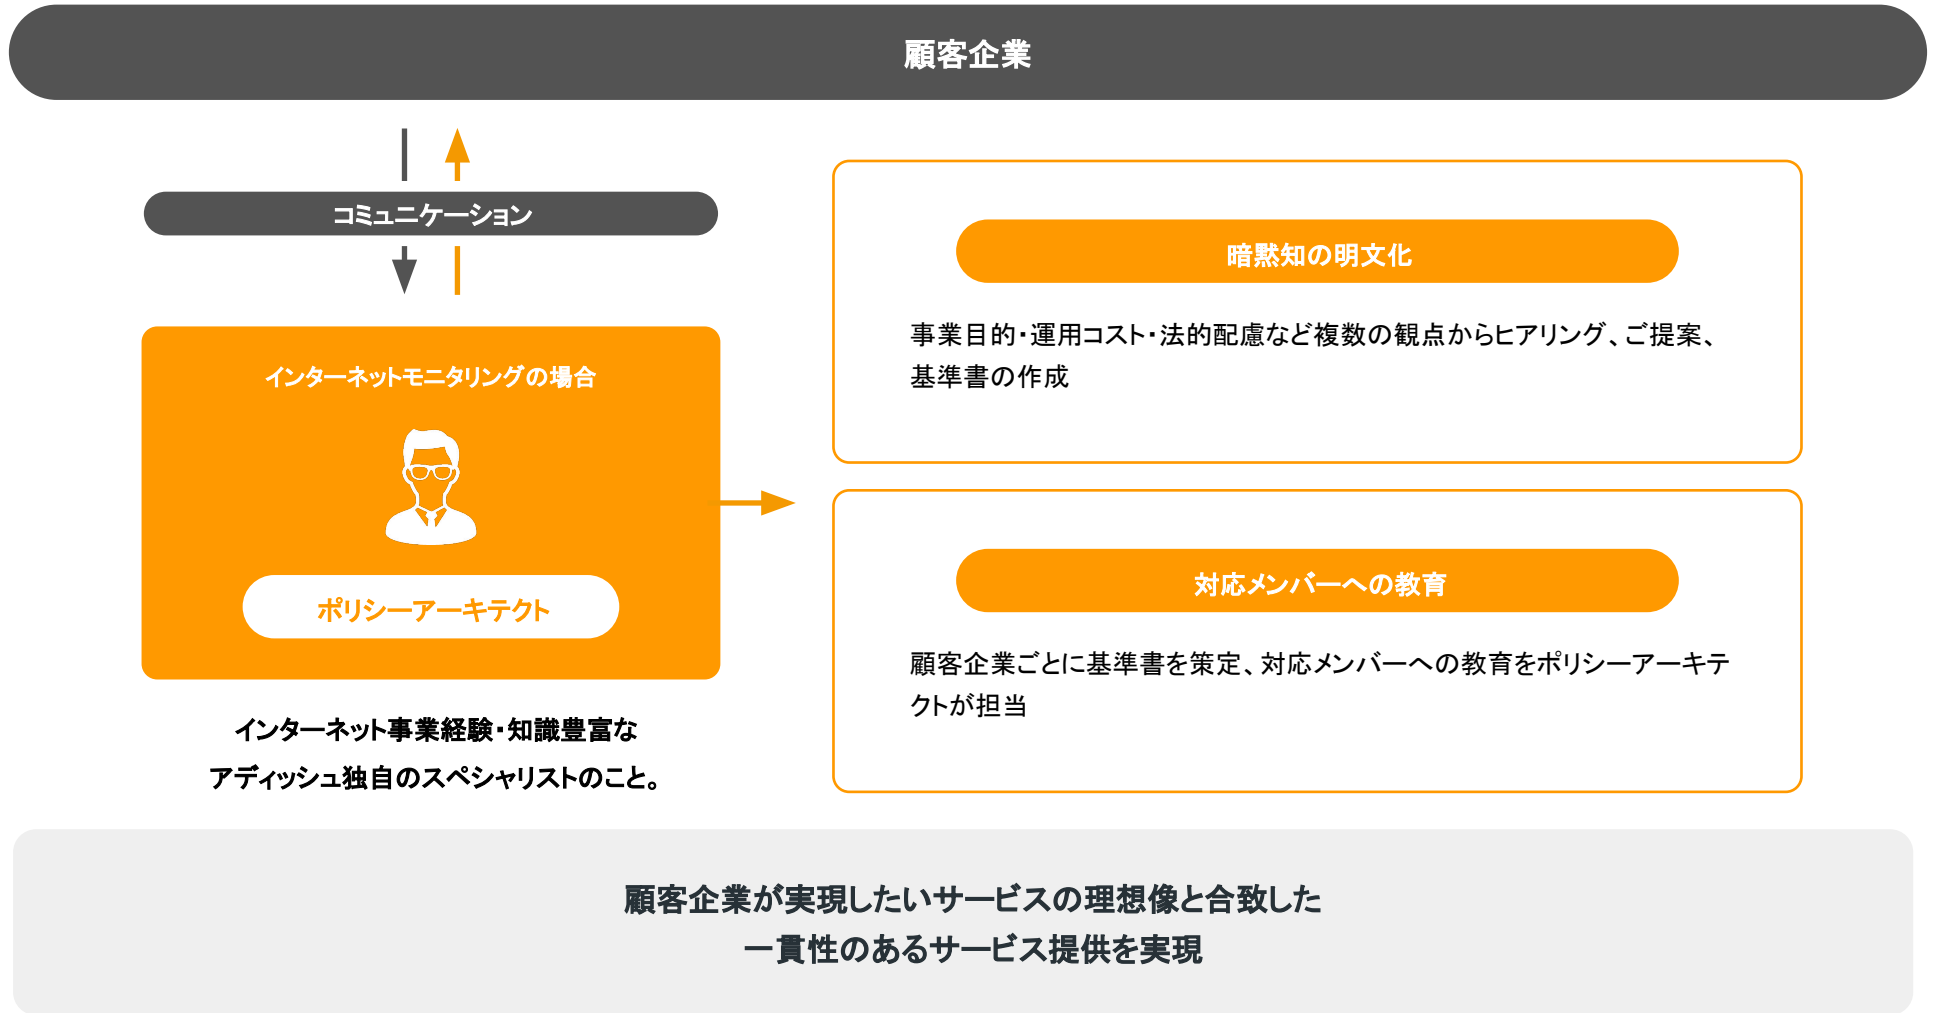 顧客企業
コミュニケーション
インターネットモニタリングの場合
ポリシーアーキテクト
インターネット事業経験・知識豊富な
アディッシュ独自のスペシャリストのこと。
暗黙知の明文化
事業目的・運用コスト・法的配慮など複数の観点からヒアリング、ご提案、
基準書の作成
対応メンバーへの教育
顧客企業ごとに基準書を策定、対応メンバーへの教育をポリシーアーキテ
クトが担当
顧客企業が実現したいサービスの理想像と合致した
一貫性のあるサービス提供を実現